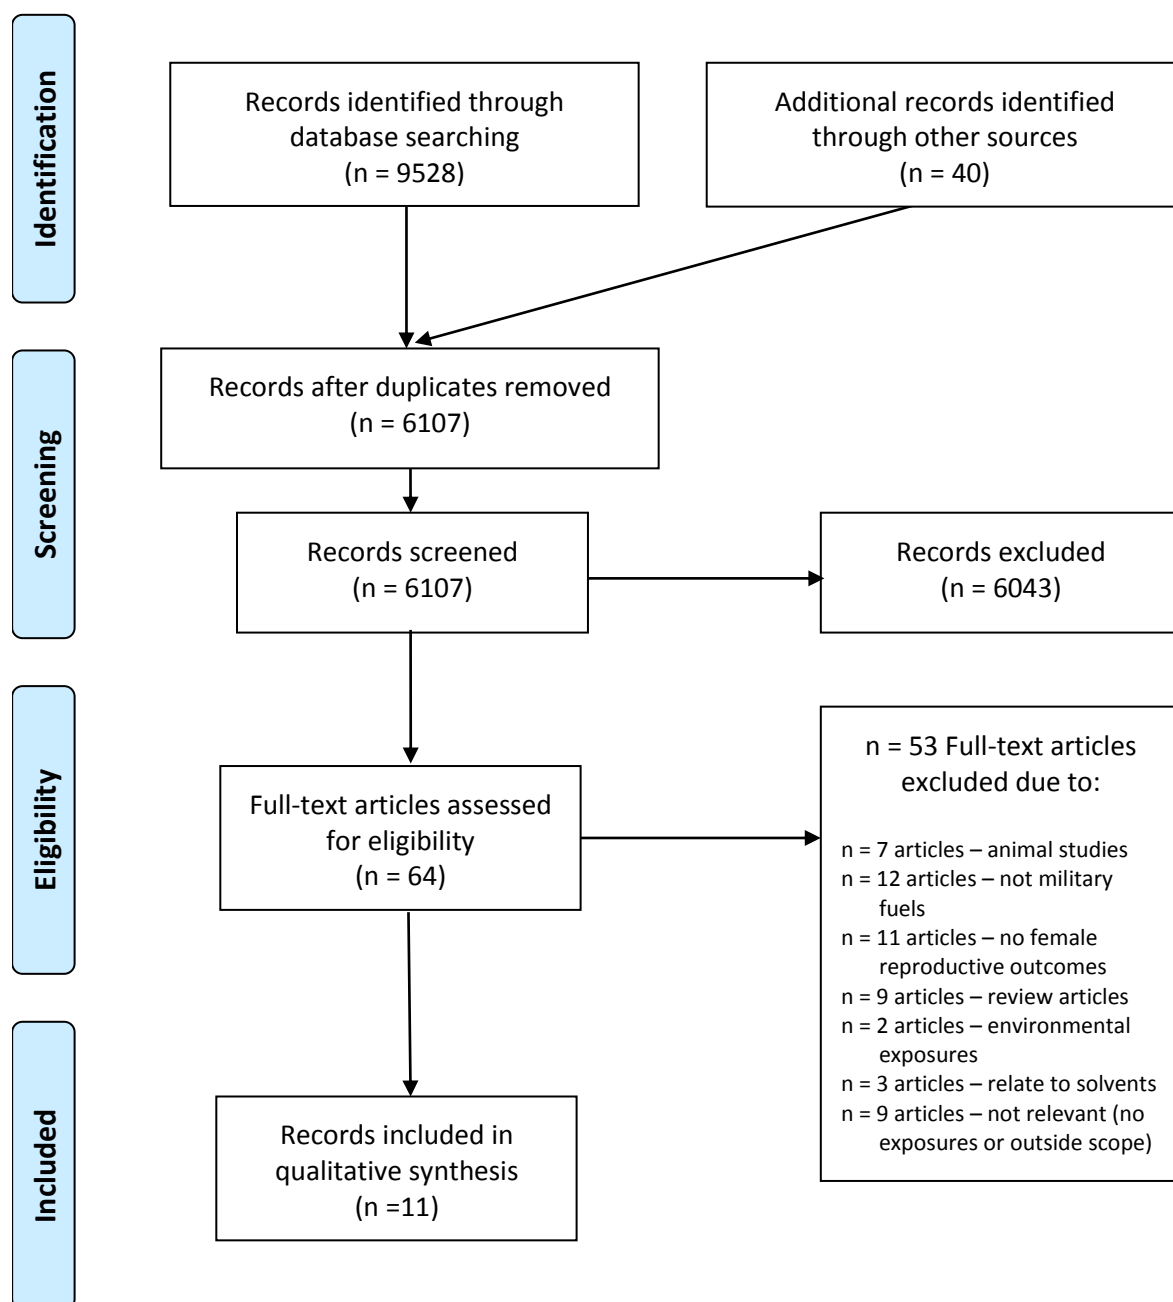 Identification
Records identified through
database searching
(n = 9528)
Additional records identified
through other sources
(n = 40)
Screening
Records after duplicates removed
(n = 6107)
Records screened
(n = 6107)
Records excluded
(n = 6043)
Eligibility
Full-text articles assessed
for eligibility
(n = 64)
n = 53 Full-text articles
excluded due to:
n = 7 articles – animal studies
n = 12 articles – not military
fuels
n = 11 articles – no female
reproductive outcomes
n = 9 articles – review articles
n = 2 articles – environmental
exposures
n = 3 articles – relate to solvents
n = 9 articles – not relevant (no
exposures or outside scope)
Included
Records included in
qualitative synthesis
(n =11)